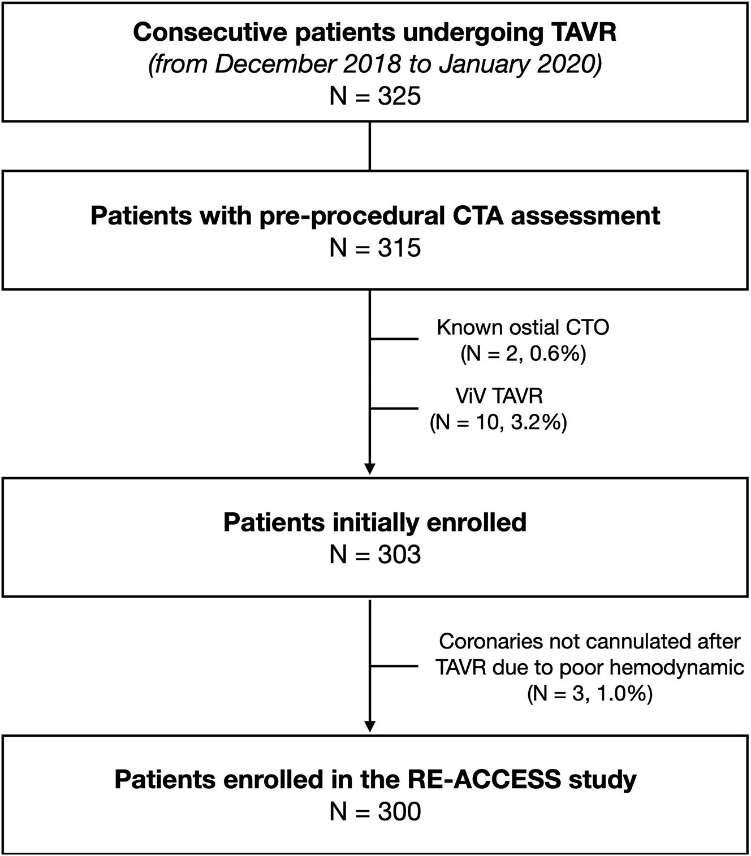 Consecutive patients undergoing TAVR
(from December 2018 to January 2020)
N = 325
Patients with pre-procedural CTA assessment
N = 315
Known ostial CTO
(N = 2, 0.6%)
ViV TAVR
(N = 10, 3.2%)
Patients initially enrolled
N = 303
Coronaries not cannulated after
TAVR due to poor hemodynamic
(N = 3, 1.0%)
Patients enrolled in the RE-ACCESS study
N = 300